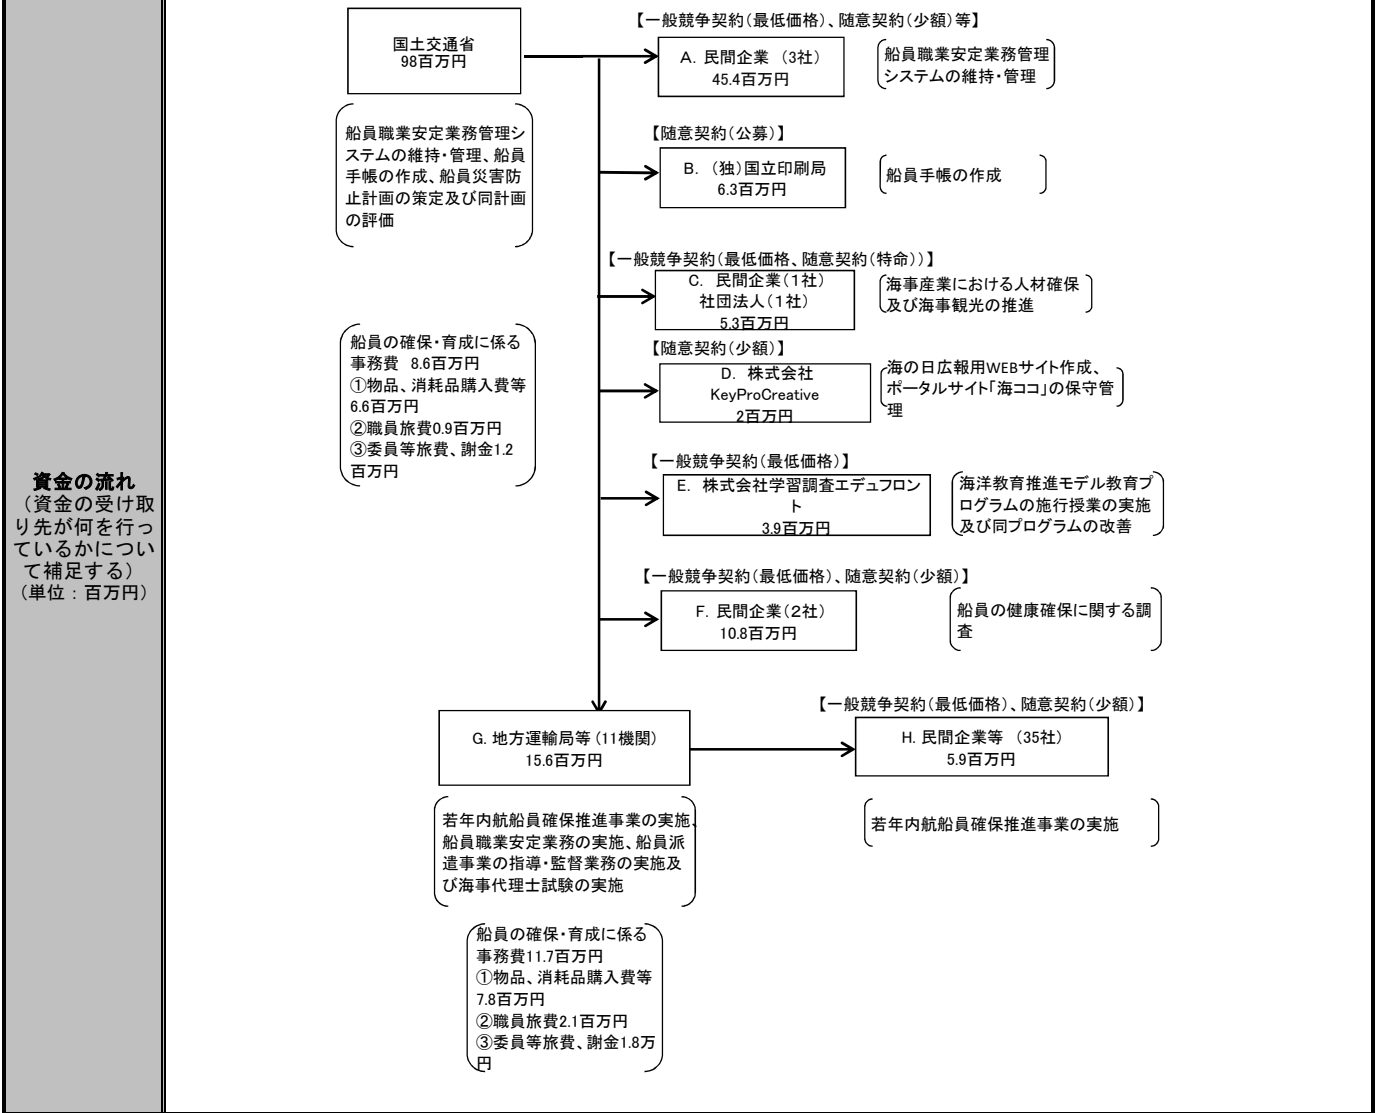 資金の流れ
（資金の受け取
り先が何を行っ
ているかについ
て補足する）
（単位：百万円）
国土交通省
98百万円
船員職業安定業務管理シ
ステムの維持・管理、船員
手帳の作成、船員災害防
止計画の策定及び同計画
の評価
船員の確保・育成に係る
事務費 8.6百万円
①物品、消耗品購入費等
6.6百万円
②職員旅費0.9百万円
③委員等旅費、謝金1.2
百万円
【一般競争契約（最低価格）、随意契約（少額）等】
A. 民間企業 （3社）
45.4百万円
船員職業安定業務管理
システムの維持・管理
【随意契約（公募）】
B. （独）国立印刷局
6.3百万円
船員手帳の作成
【一般競争契約（最低価格、随意契約（特命））】
C. 民間企業（１社）
社団法人（１社）
5.3百万円
海事産業における人材確保
及び海事観光の推進
【随意契約（少額）】
D. 株式会社
KeyProCreative
2百万円
海の日広報用WEBサイト作成、
ポータルサイト「海ココ」の保守管
理
【一般競争契約（最低価格）】
E. 株式会社学習調査エデュフロン
ト
3.9百万円
海洋教育推進モデル教育プ
ログラムの施行授業の実施
及び同プログラムの改善
【一般競争契約（最低価格）、随意契約（少額）】
F. 民間企業（２社）
10.8百万円
船員の健康確保に関する調
査
G. 地方運輸局等（11機関）
15.6百万円
若年内航船員確保推進事業の実施、
船員職業安定業務の実施、船員派
遣事業の指導・監督業務の実施及
び海事代理士試験の実施
船員の確保・育成に係る
事務費11.7百万円
①物品、消耗品購入費等
7.8百万円
②職員旅費2.1百万円
③委員等旅費、謝金1.8万
円
【一般競争契約（最低価格）、随意契約（少額）】
H. 民間企業等 （35社）
5.9百万円
若年内航船員確保推進事業の実施